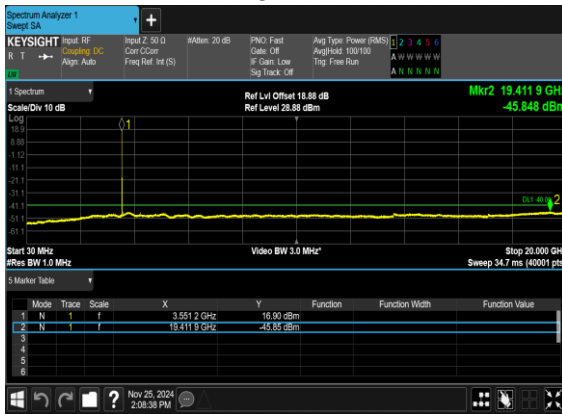 Spectrum Analyzer 1
Swept SA
KEYSIGHT Input: RF Input Z: 50 Ω #Atten: 20 dB PNO: Fast Avg Type: Power (RMS) 1 2 3 4 5 6
R T Coupling: DC Corr CCorr Gate: Off Avg|Hold: 100/100 A W W W W W
Align: Auto Freq Ref: Int (S) IF Gain: Low Trig: Free Run
Sig Track: Off A N N N N N
1 Spectrum Ref Lvl Offset 18.88 dB Mkr2 19.411 9 GHz
Scale/Div 10 dB Ref Level 28.88 dBm -45.848 dBm
Log
18.9
8.88
-1.12
-11.1
-21.1
-31.1
-41.1
-51.1
-61.1
1
2
Start 30 MHz Video BW 3.0 MHz* Stop 20.000 GHz
#Res BW 1.0 MHz Sweep 34.7 ms (40001 pts)
5 Marker Table
Mode Trace Scale X Y Function Function Width Function Value
1 N 1 f 3.551 2 GHz 16.90 dBm
2 N 1 f 19.411 9 GHz -45.85 dBm
3
4
5
6
? Nov 25, 2024
2:08:38 PM